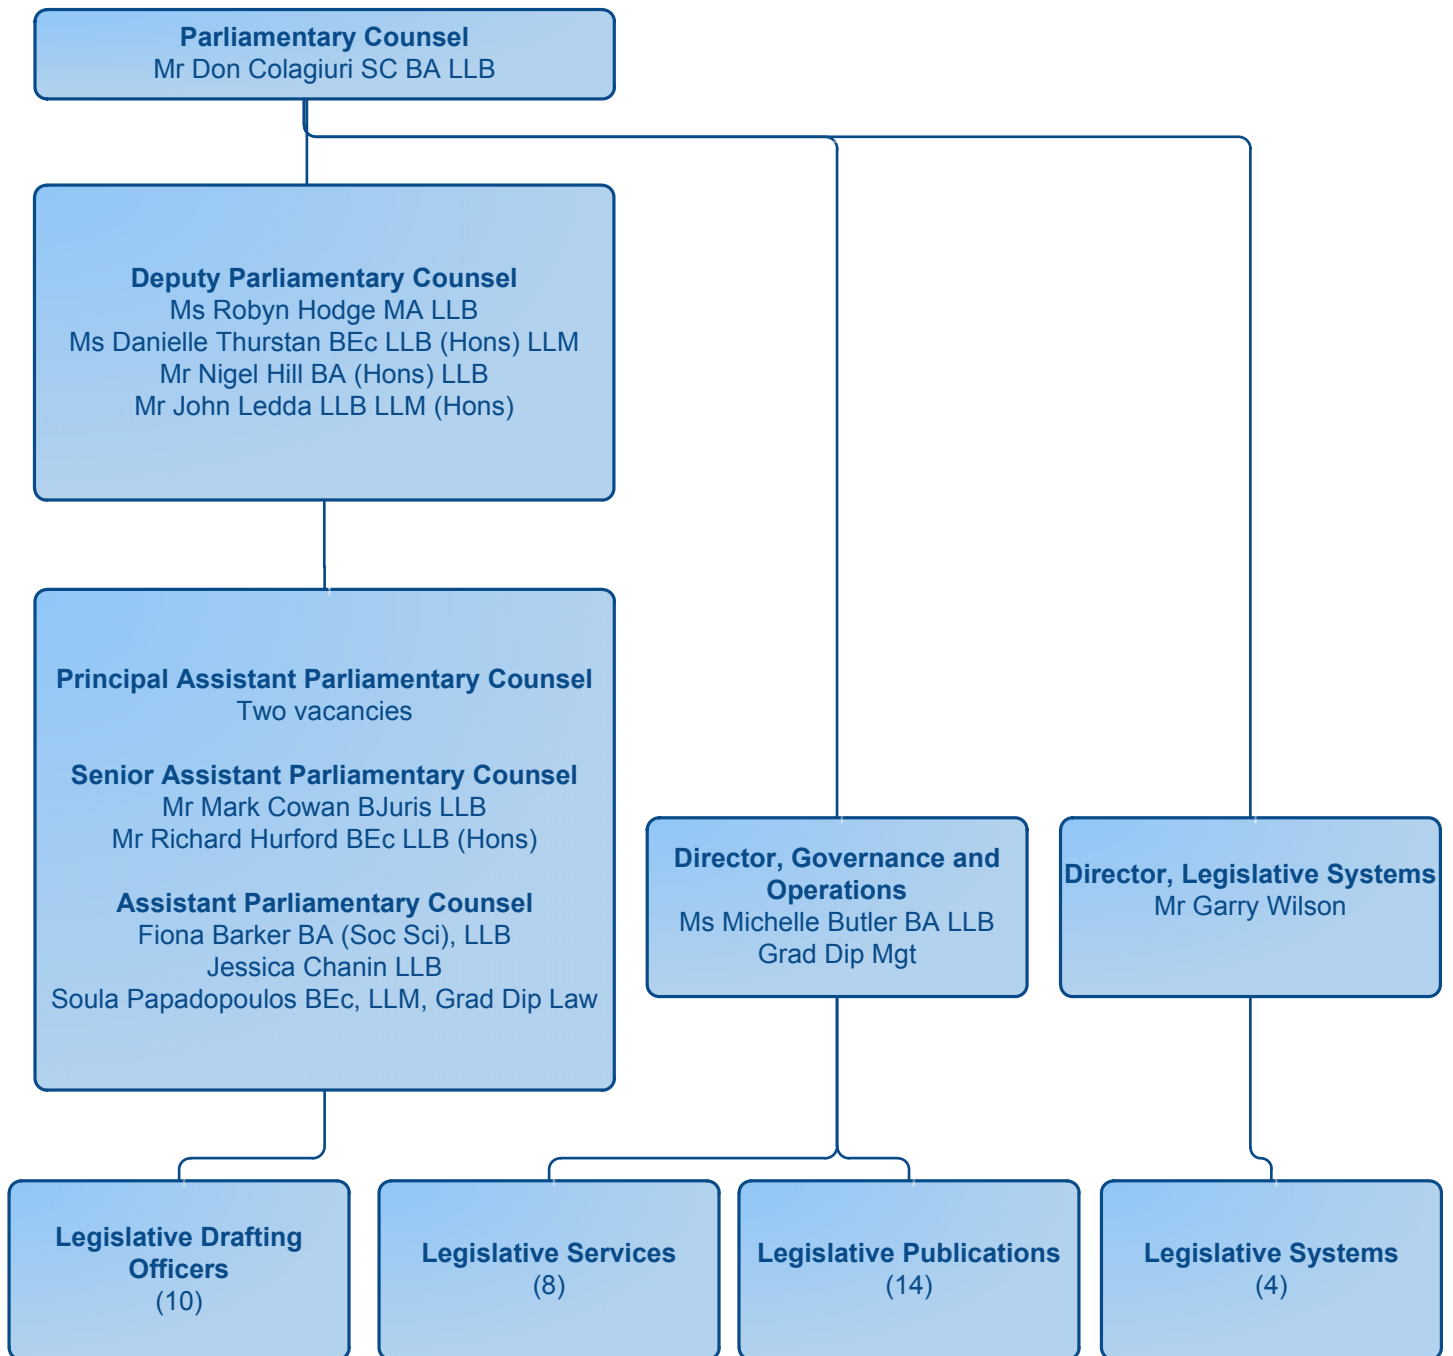 Parliamentary Counsel
Mr Don Colagiuri SC BA LLB
Deputy Parliamentary Counsel
Ms Robyn Hodge MA LLB
Ms Danielle Thurstan BEc LLB (Hons) LLM
Mr Nigel Hill BA (Hons) LLB
Mr John Ledda LLB LLM (Hons)
Principal Assistant Parliamentary Counsel
Two vacancies
Senior Assistant Parliamentary Counsel
Mr Mark Cowan BJuris LLB
Mr Richard Hurford BEc LLB (Hons)
Assistant Parliamentary Counsel
Fiona Barker BA (Soc Sci), LLB
Jessica Chanin LLB
Soula Papadopoulos BEc, LLM, Grad Dip Law
Director, Governance and
Operations
Ms Michelle Butler BA LLB
Grad Dip Mgt
Director, Legislative Systems
Mr Garry Wilson
Legislative Drafting
Officers
(10)
Legislative Services
(8)
Legislative Publications
(14)
Legislative Systems
(4)